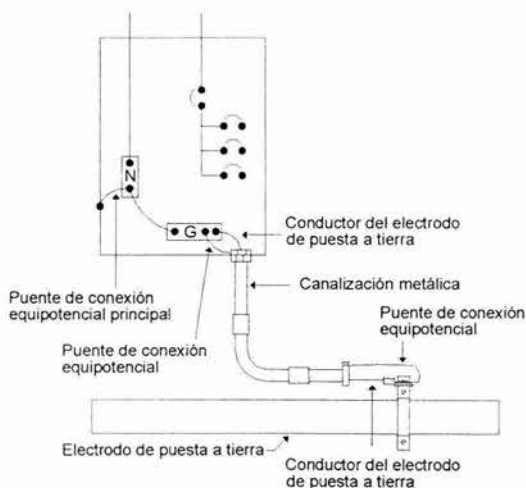 N
G
Conductor del electrodo
de puesta a tierra
Canalización metálica
Puente de conexión
equipotencial principal
Puente de conexión
equipotencial
Puente de conexión
equipotencial
Electrodo de puesta a tierra
Conductor del electrodo
de puesta a tierra